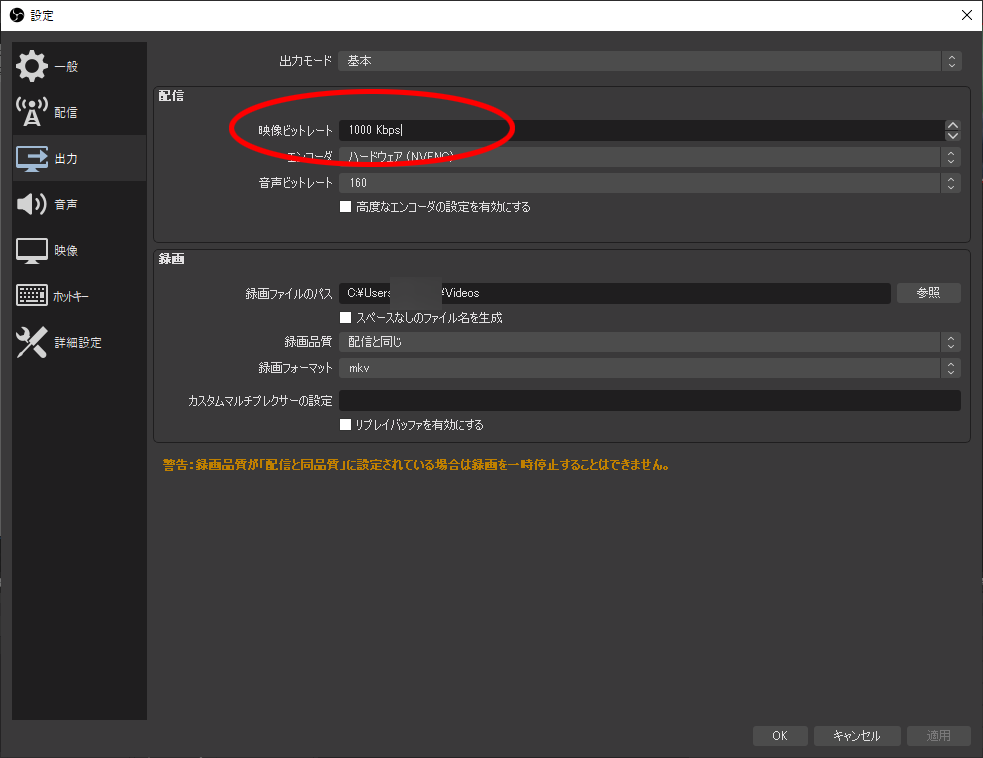 設定
一般
配信
出力
音声
映像
ホットキー
詳細設定
出力モード 基本
配信
映像ビットレート 1000 Kbps
エンコーダ ハードウェア (NVENC)
音声ビットレート 160
高度なエンコーダの設定を有効にする
録画
録画ファイルのパス C:¥Users ¥Videos 参照
スペースなしのファイル名を生成
録画品質 配信と同じ
録画フォーマット mkv
カスタムマルチプレクサーの設定
リプレイバッファを有効にする
警告: 録画品質が「配信と同品質」に設定されている場合は録画を一時停止することはできません。
OK キャンセル 適用